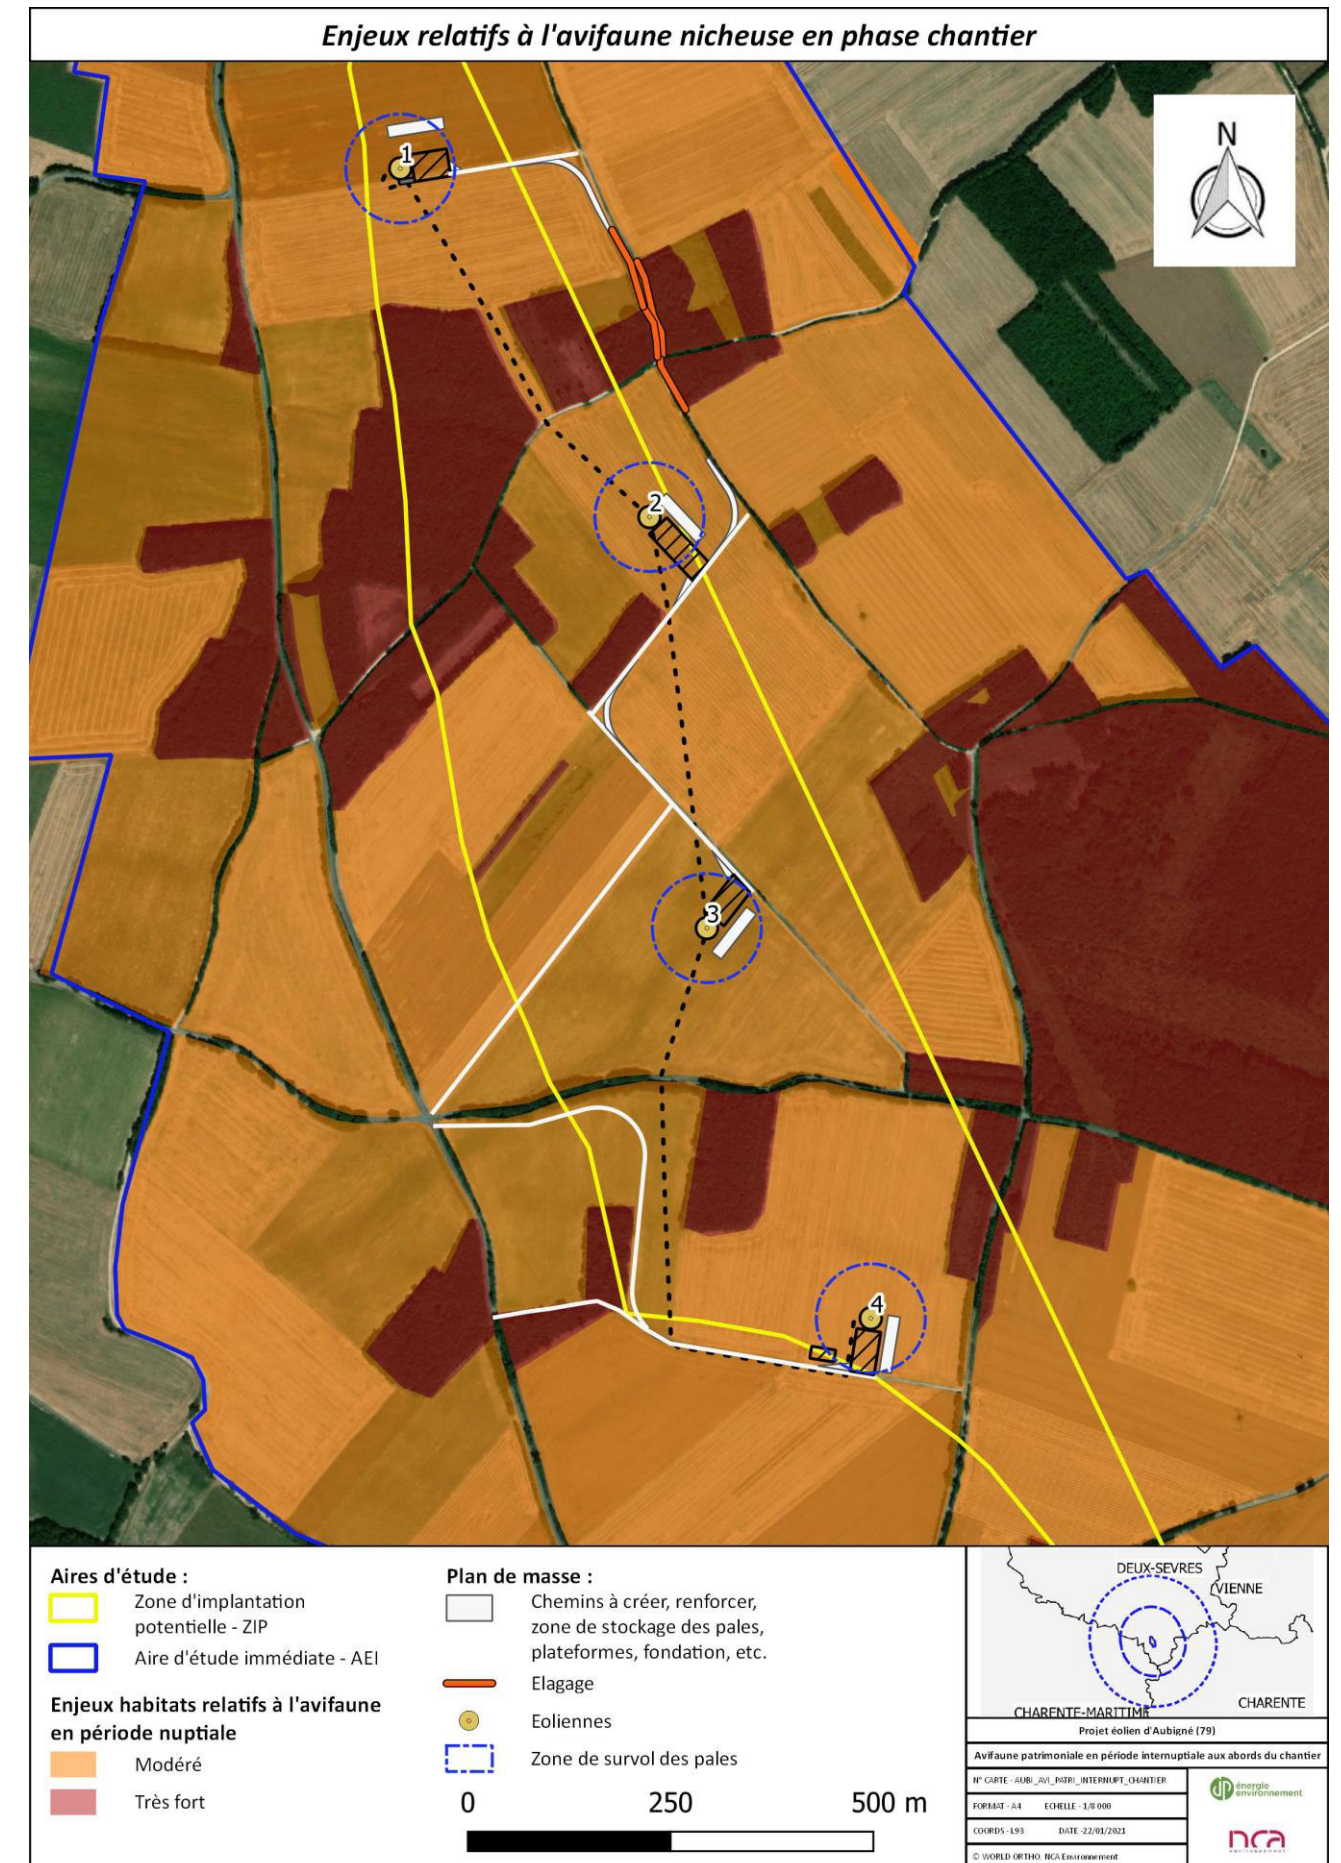 Enjeux relatifs à l'avifaune nicheuse en phase chantier
N
1
2
3
4
Aires d'étude :
Zone d'implantation
potentielle - ZIP
Aire d'étude immédiate - AEI
Enjeux habitats relatifs à l'avifaune
en période nuptiale
Modéré
Très fort
Plan de masse :
Chemins à créer, renforcer,
zone de stockage des pales,
plateformes, fondation, etc.
Elagage
Eoliennes
Zone de survol des pales
0 250 500 m
DEUX-SEVRES
VIENNE
CHARENTE-MARITIME
CHARENTE
Projet éolien d'Aubigné (79)
Avifaune patrimoniale en période internuptiale aux abords du chantier
N° CARTE - AUBI_AVI_PATRI_INTERNUPT_CHANTIER
FORMAT - A4 ECHELLE - 1/8 000
COORDS - L93 DATE -22/01/2021
© WORLD ORTHO, NCA Environnement
énergie
environnement
nca
environnement